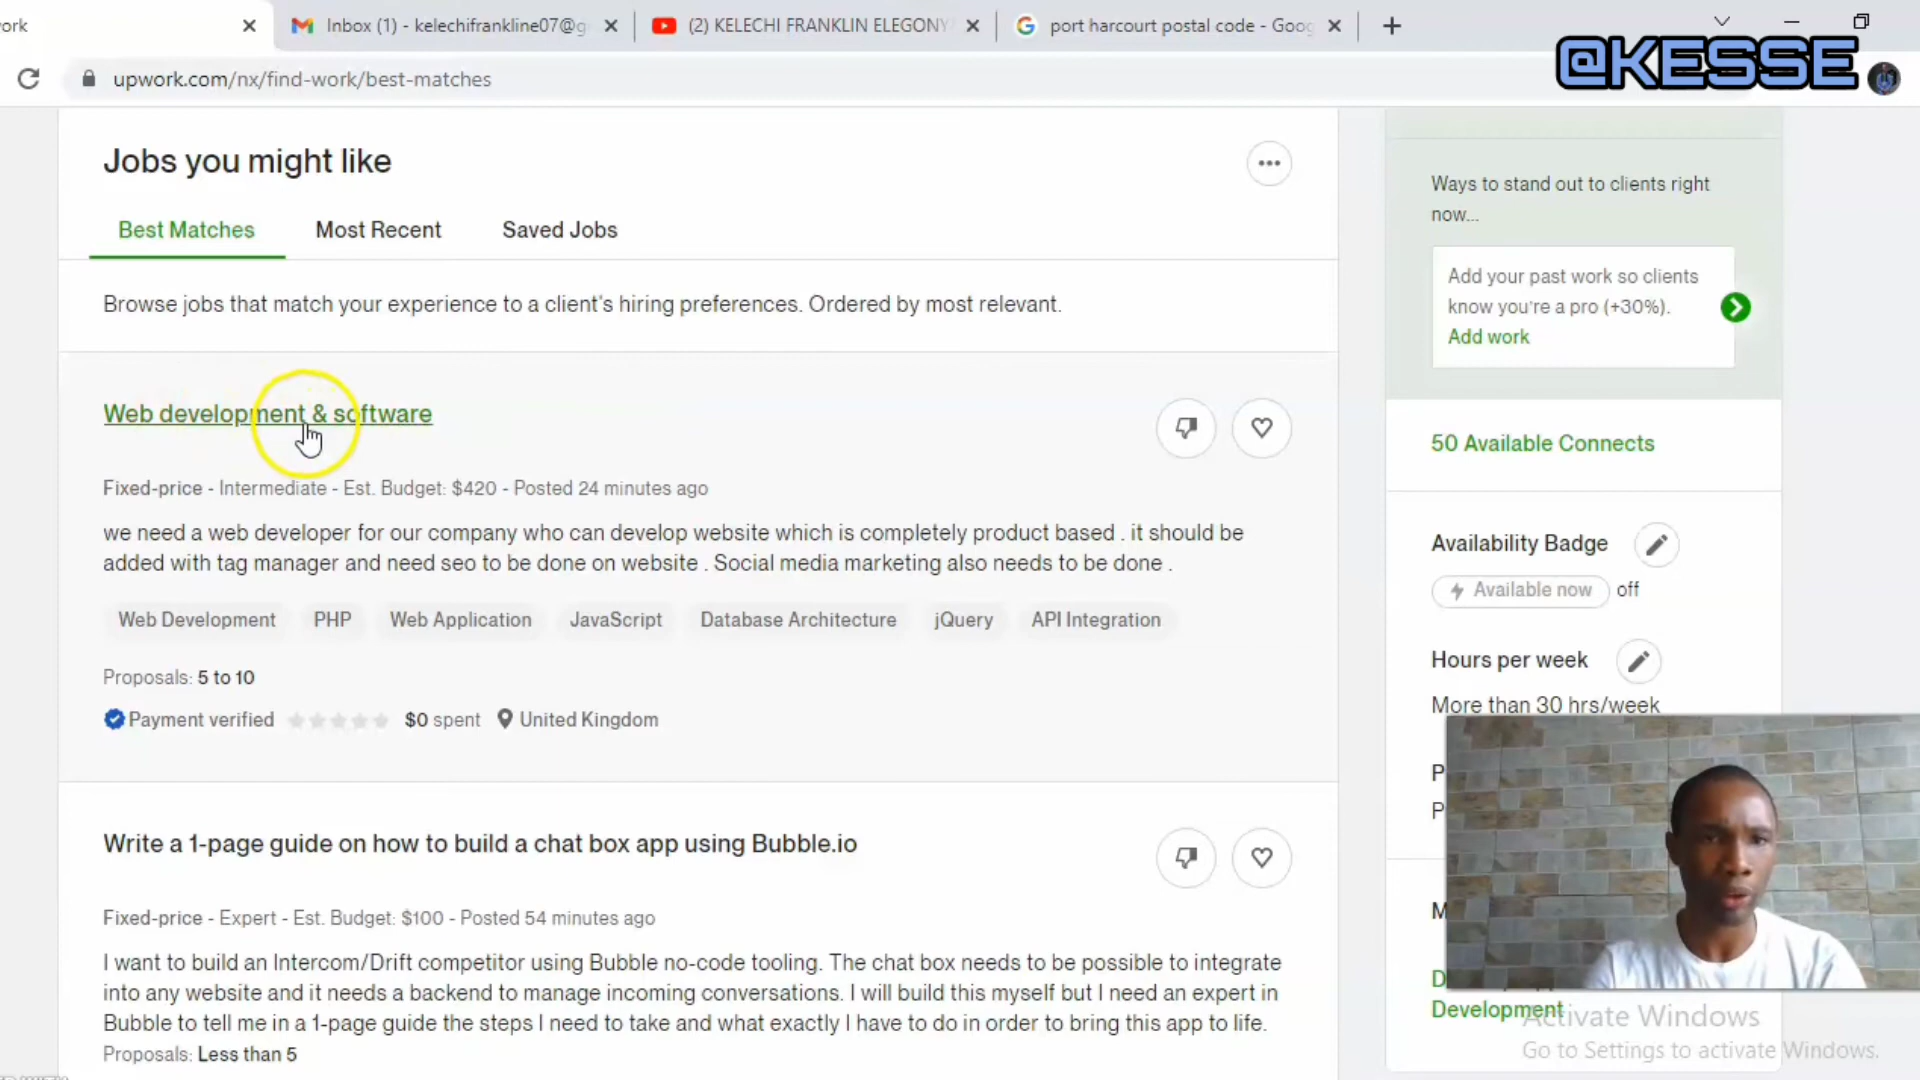 ork
Inbox (1) - kelechifrankline07@g
(2) KELECHI FRANKLIN ELEGONY
port harcourt postal code - Goog
upwork.com/nx/find-work/best-matches
@KESSE
Jobs you might like
Best Matches
Most Recent
Saved Jobs
Browse jobs that match your experience to a client's hiring preferences. Ordered by most relevant.
Web development & software
Fixed-price - Intermediate - Est. Budget: $420 - Posted 24 minutes ago
we need a web developer for our company who can develop website which is completely product based . it should be
added with tag manager and need seo to be done on website . Social media marketing also needs to be done .
Web Development
PHP
Web Application
JavaScript
Database Architecture
jQuery
API Integration
Proposals: 5 to 10
Payment verified
$0 spent
United Kingdom
Write a 1-page guide on how to build a chat box app using Bubble.io
Fixed-price - Expert - Est. Budget: $100 - Posted 54 minutes ago
I want to build an Intercom/Drift competitor using Bubble no-code tooling. The chat box needs to be possible to integrate
into any website and it needs a backend to manage incoming conversations. I will build this myself but I need an expert in
Bubble to tell me in a 1-page guide the steps I need to take and what exactly I have to do in order to bring this app to life.
Proposals: Less than 5
Ways to stand out to clients right
now...
Add your past work so clients
know you're a pro (+30%).
Add work
50 Available Connects
Availability Badge
Available now
off
Hours per week
More than 30 hrs/week
P
P
M
D
Development
Activate Windows
Go to Settings to activate Windows.